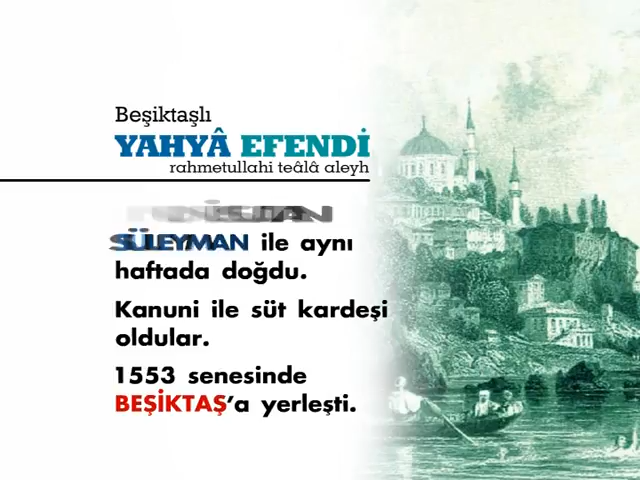 Beşiktaşlı
YAHYÂ EFENDİ
rahmetullahi teâlâ aleyh
SÜLEYMAN ile aynı
haftada doğdu.
Kanuni ile süt kardeşi
oldular.
1553 senesinde
BEŞİKTAŞ'a yerleşti.